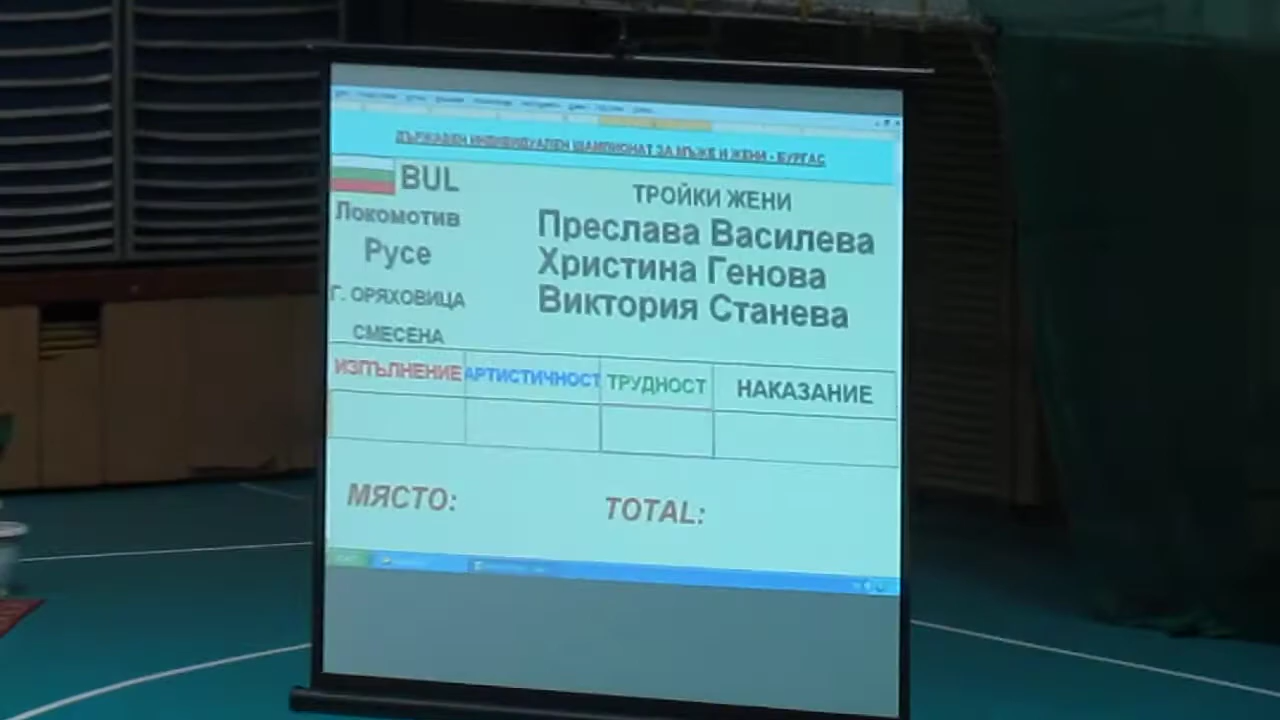 ДЪРЖАВЕН ИНДИВИДУАЛЕН ШАМПИОНАТ ЗА МЪЖЕ И ЖЕНИ - БУРГАС
BUL
ТРОЙКИ ЖЕНИ
Локомотив
Преслава Василева
Русе
Христина Генова
Г. ОРЯХОВИЦА
Виктория Станева
СМЕСЕНА
ИЗПЪЛНЕНИЕ АРТИСТИЧНОСТ ТРУДНОСТ НАКАЗАНИЕ
МЯСТО: TOTAL: